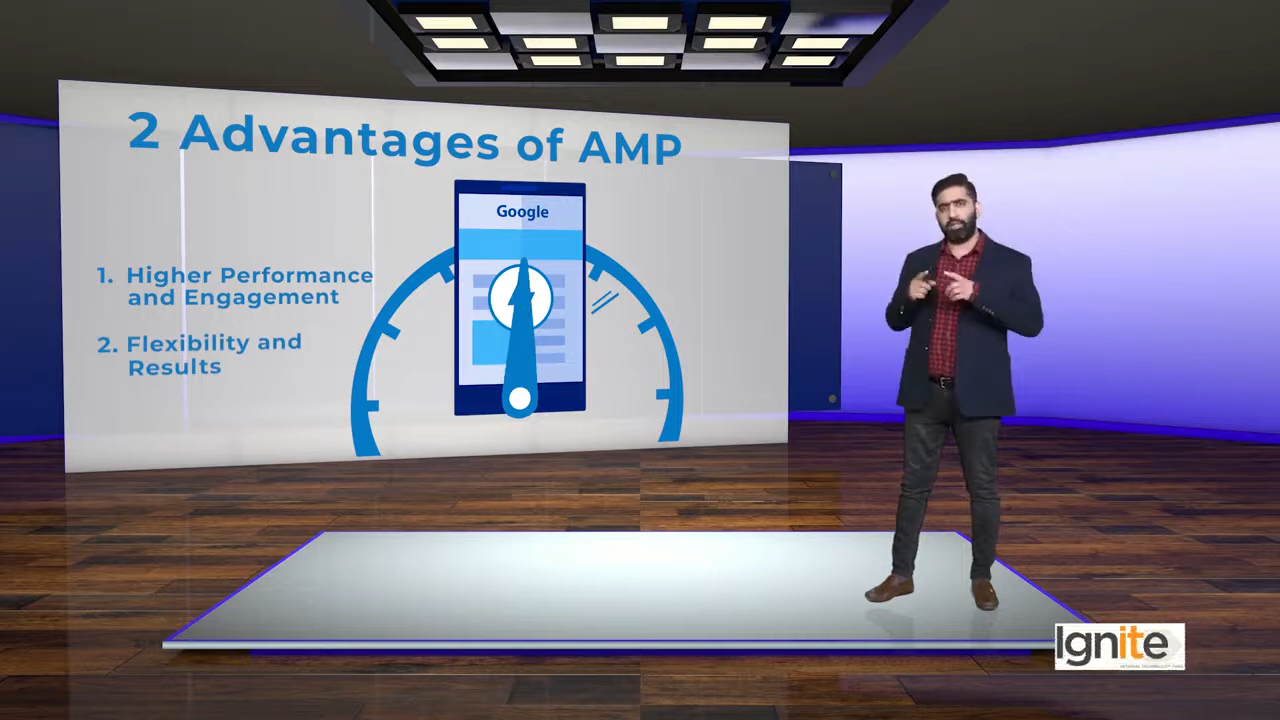 2 Advantages of AMP
Google
1. Higher Performance
and Engagement
2. Flexibility and
Results
Ignite